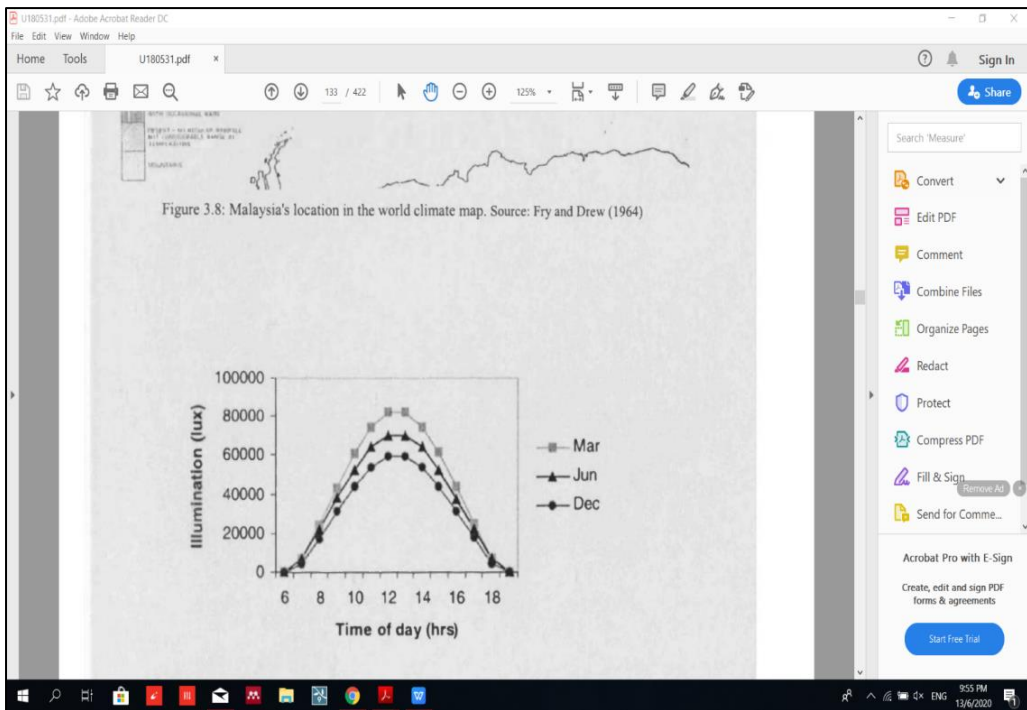 U180531.pdf - Adobe Acrobat Reader DC
File Edit View Window Help
Home Tools U180531.pdf × Sign In
133 / 422 125% Share
Search 'Measure'
Convert
Edit PDF
Comment
Combine Files
Organize Pages
Redact
Protect
Compress PDF
Fill & Sign
Remove Ad
Send for Comme...
Acrobat Pro with E-Sign
Create, edit and sign PDF
forms & agreements
Start Free Trial
Figure 3.8: Malaysia's location in the world climate map. Source: Fry and Drew (1964)
Illumination (lux)
100000
80000
60000
40000
20000
0
6 8 10 12 14 16 18
Time of day (hrs)
Mar
Jun
Dec
ENG 9:55 PM
13/6/2020